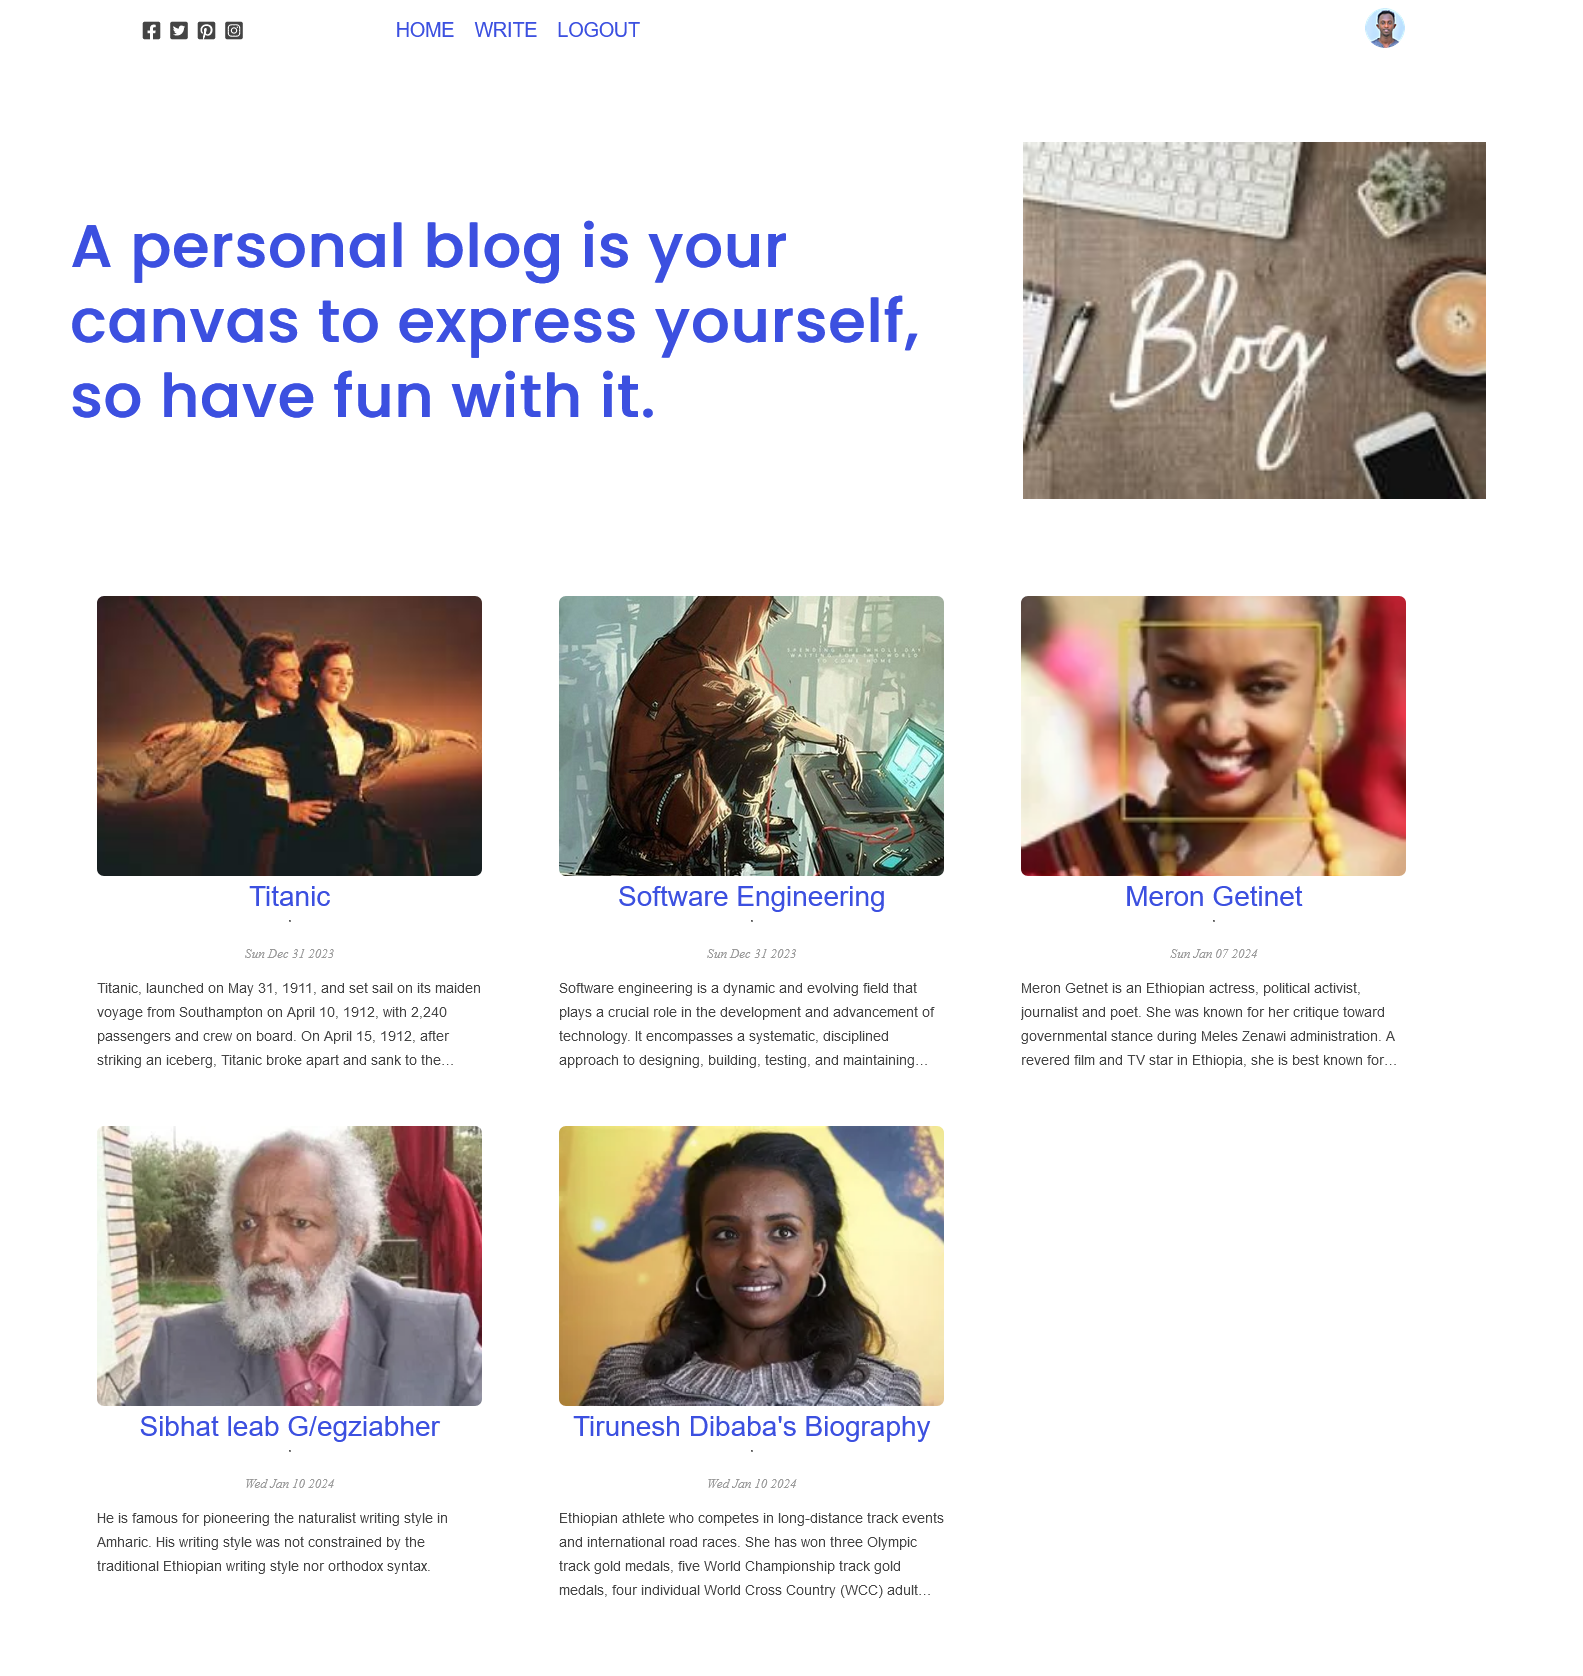 HOME WRITE LOGOUT
A personal blog is your
canvas to express yourself,
so have fun with it.
Blog
SPENDING THE WHOLE DAY
WAITING FOR THE WORLD
TO COME HOME
Titanic
.
Sun Dec 31 2023
Titanic, launched on May 31, 1911, and set sail on its maiden
voyage from Southampton on April 10, 1912, with 2,240
passengers and crew on board. On April 15, 1912, after
striking an iceberg, Titanic broke apart and sank to the...
Software Engineering
.
Sun Dec 31 2023
Software engineering is a dynamic and evolving field that
plays a crucial role in the development and advancement of
technology. It encompasses a systematic, disciplined
approach to designing, building, testing, and maintaining...
Meron Getinet
.
Sun Jan 07 2024
Meron Getnet is an Ethiopian actress, political activist,
journalist and poet. She was known for her critique toward
governmental stance during Meles Zenawi administration. A
revered film and TV star in Ethiopia, she is best known for...
Sibhat leab G/egziabher
.
Wed Jan 10 2024
He is famous for pioneering the naturalist writing style in
Amharic. His writing style was not constrained by the
traditional Ethiopian writing style nor orthodox syntax.
Tirunesh Dibaba's Biography
.
Wed Jan 10 2024
Ethiopian athlete who competes in long-distance track events
and international road races. She has won three Olympic
track gold medals, five World Championship track gold
medals, four individual World Cross Country (WCC) adult...